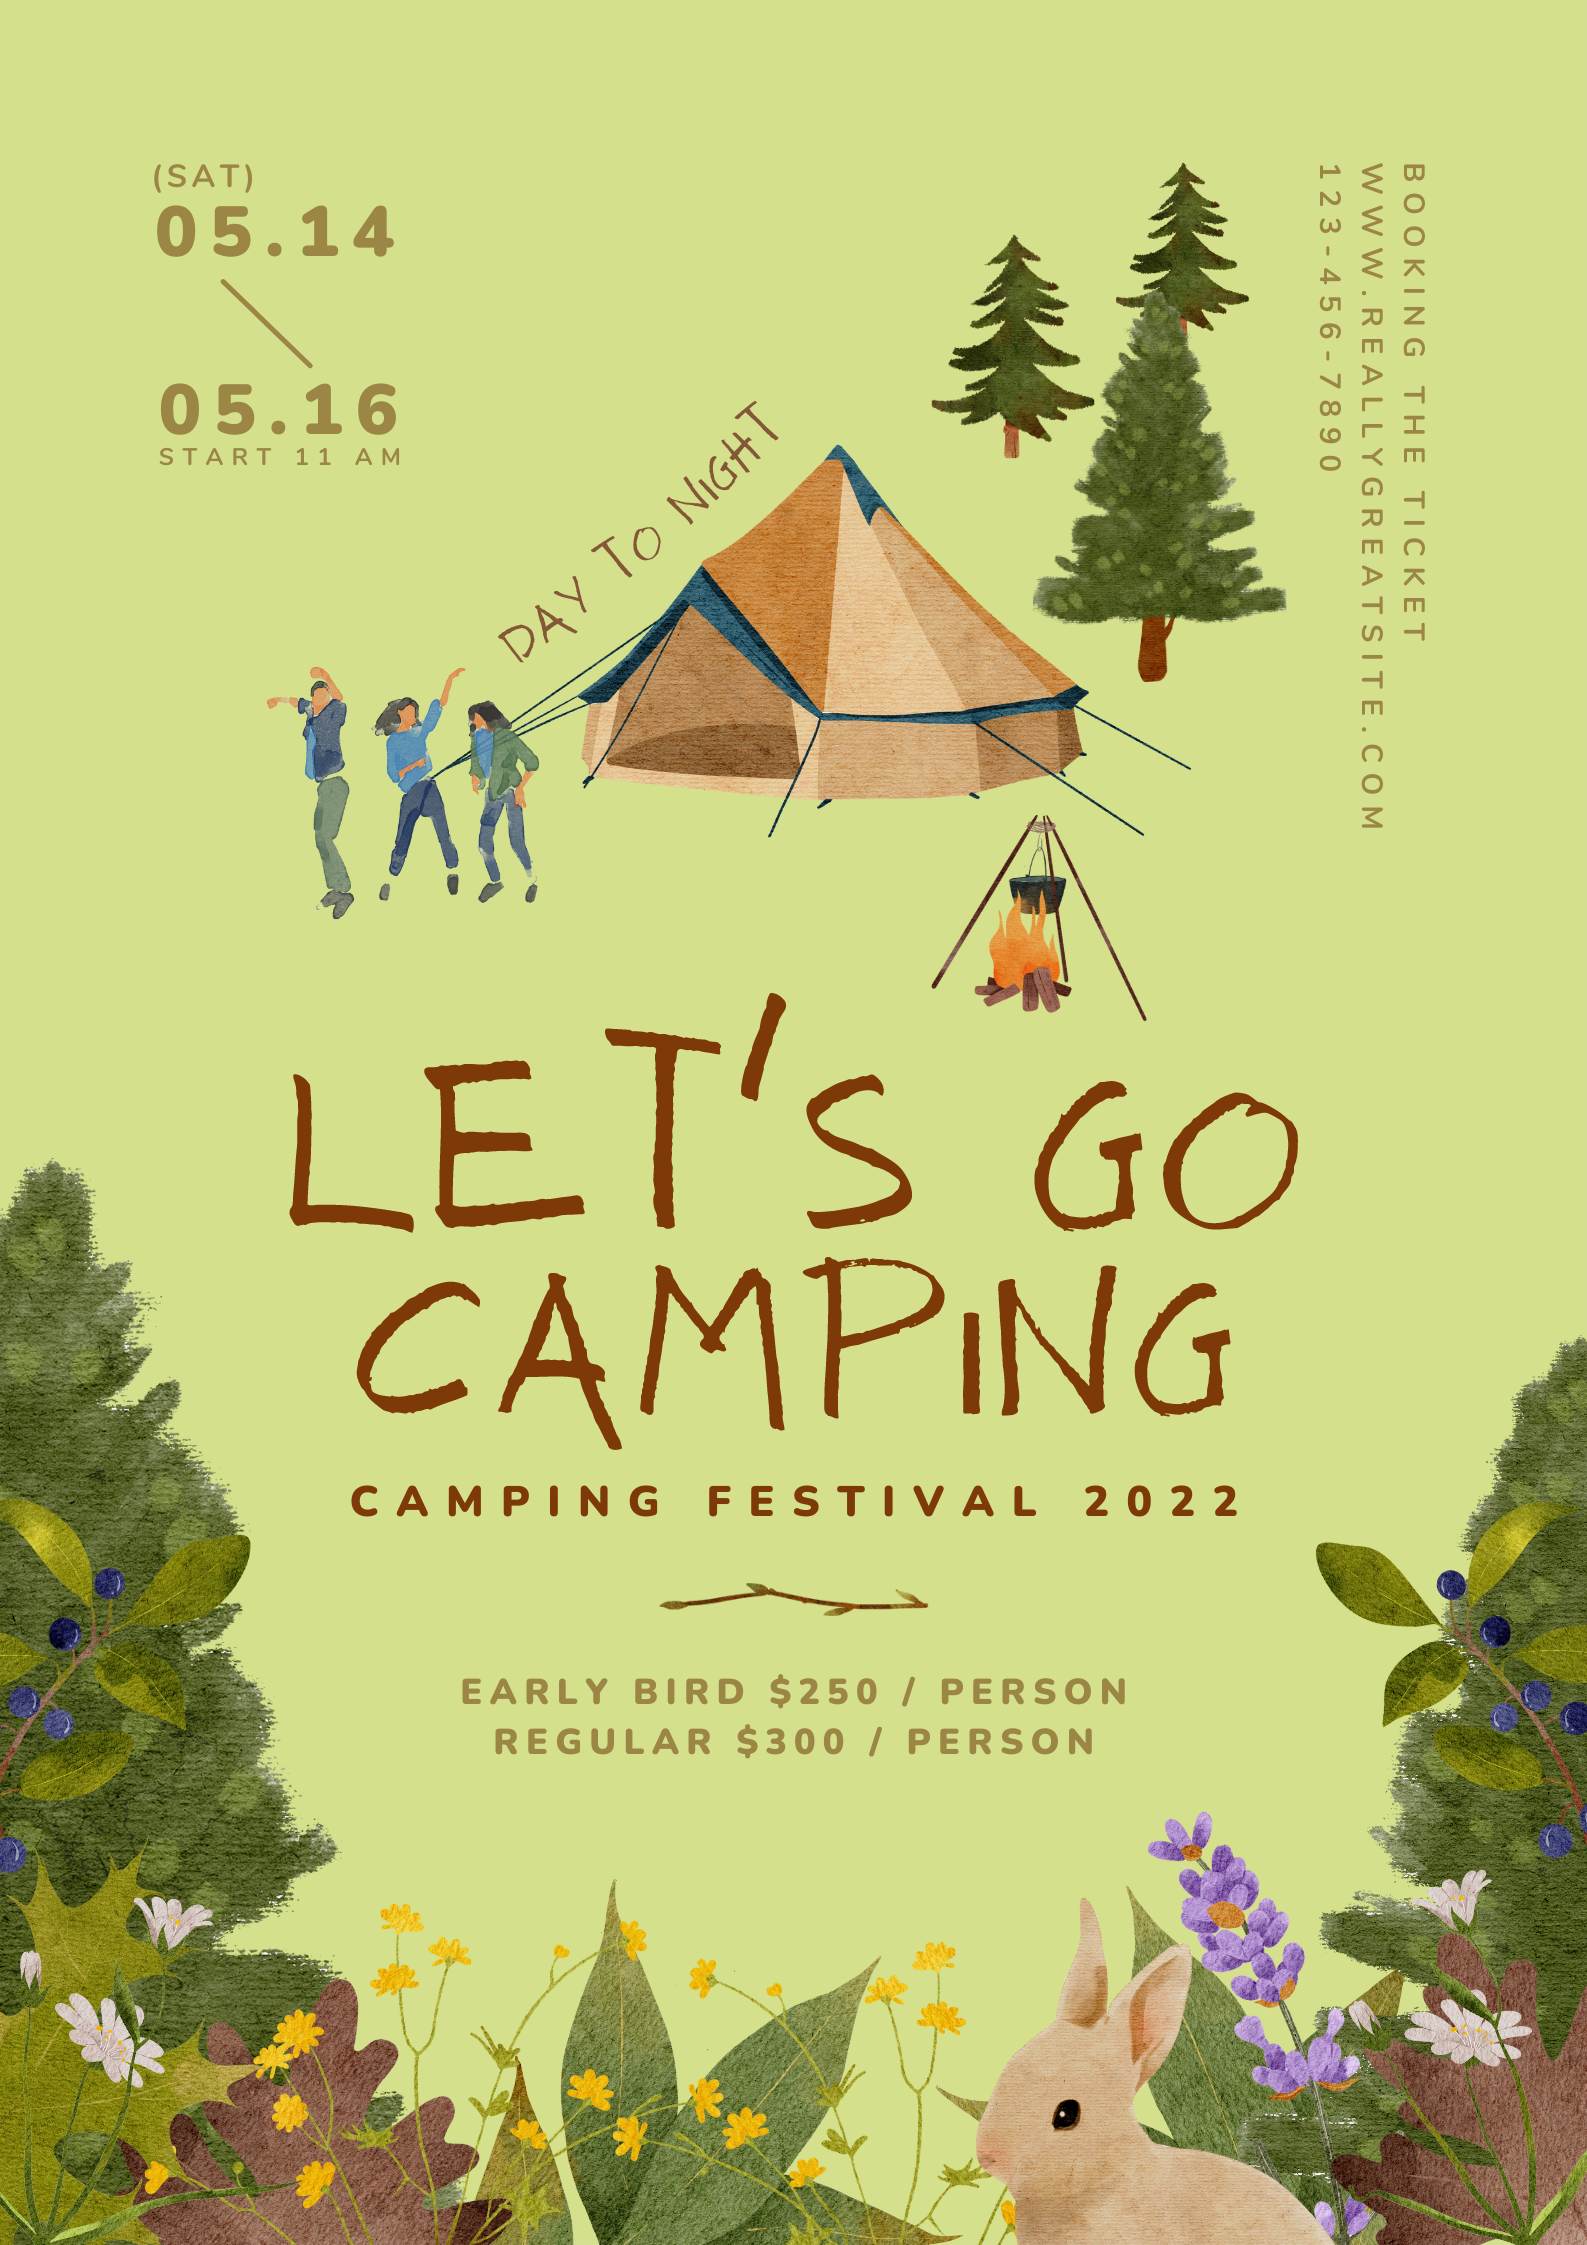 (SAT)
05.14
05.16
START 11 AM
BOOKING THE TICKET
WWW.REALLYGREATSITE.COM
123-456-7890
DAY TO NIGHT
LET'S GO
CAMPING
CAMPING FESTIVAL 2022
EARLY BIRD $250 / PERSON
REGULAR $300 / PERSON